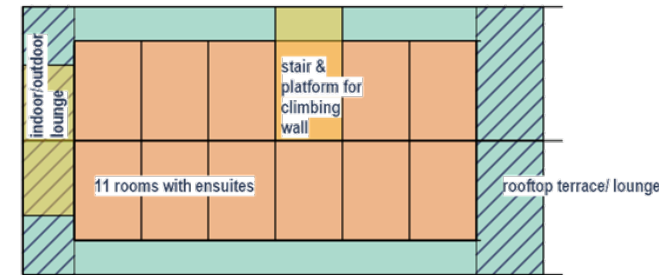 indoor/outdoor
lounge
stair &
platform for
climbing
wall
11 rooms with ensuites
rooftop terrace/ lounge